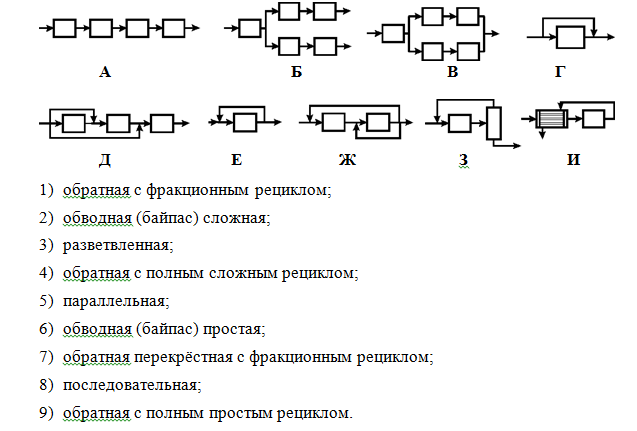 А Б В Г
Д Е Ж З И
1) обратная с фракционным рециклом;
2) обводная (байпас) сложная;
3) разветвленная;
4) обратная с полным сложным рециклом;
5) параллельная;
6) обводная (байпас) простая;
7) обратная перекрёстная с фракционным рециклом;
8) последовательная;
9) обратная с полным простым рециклом.